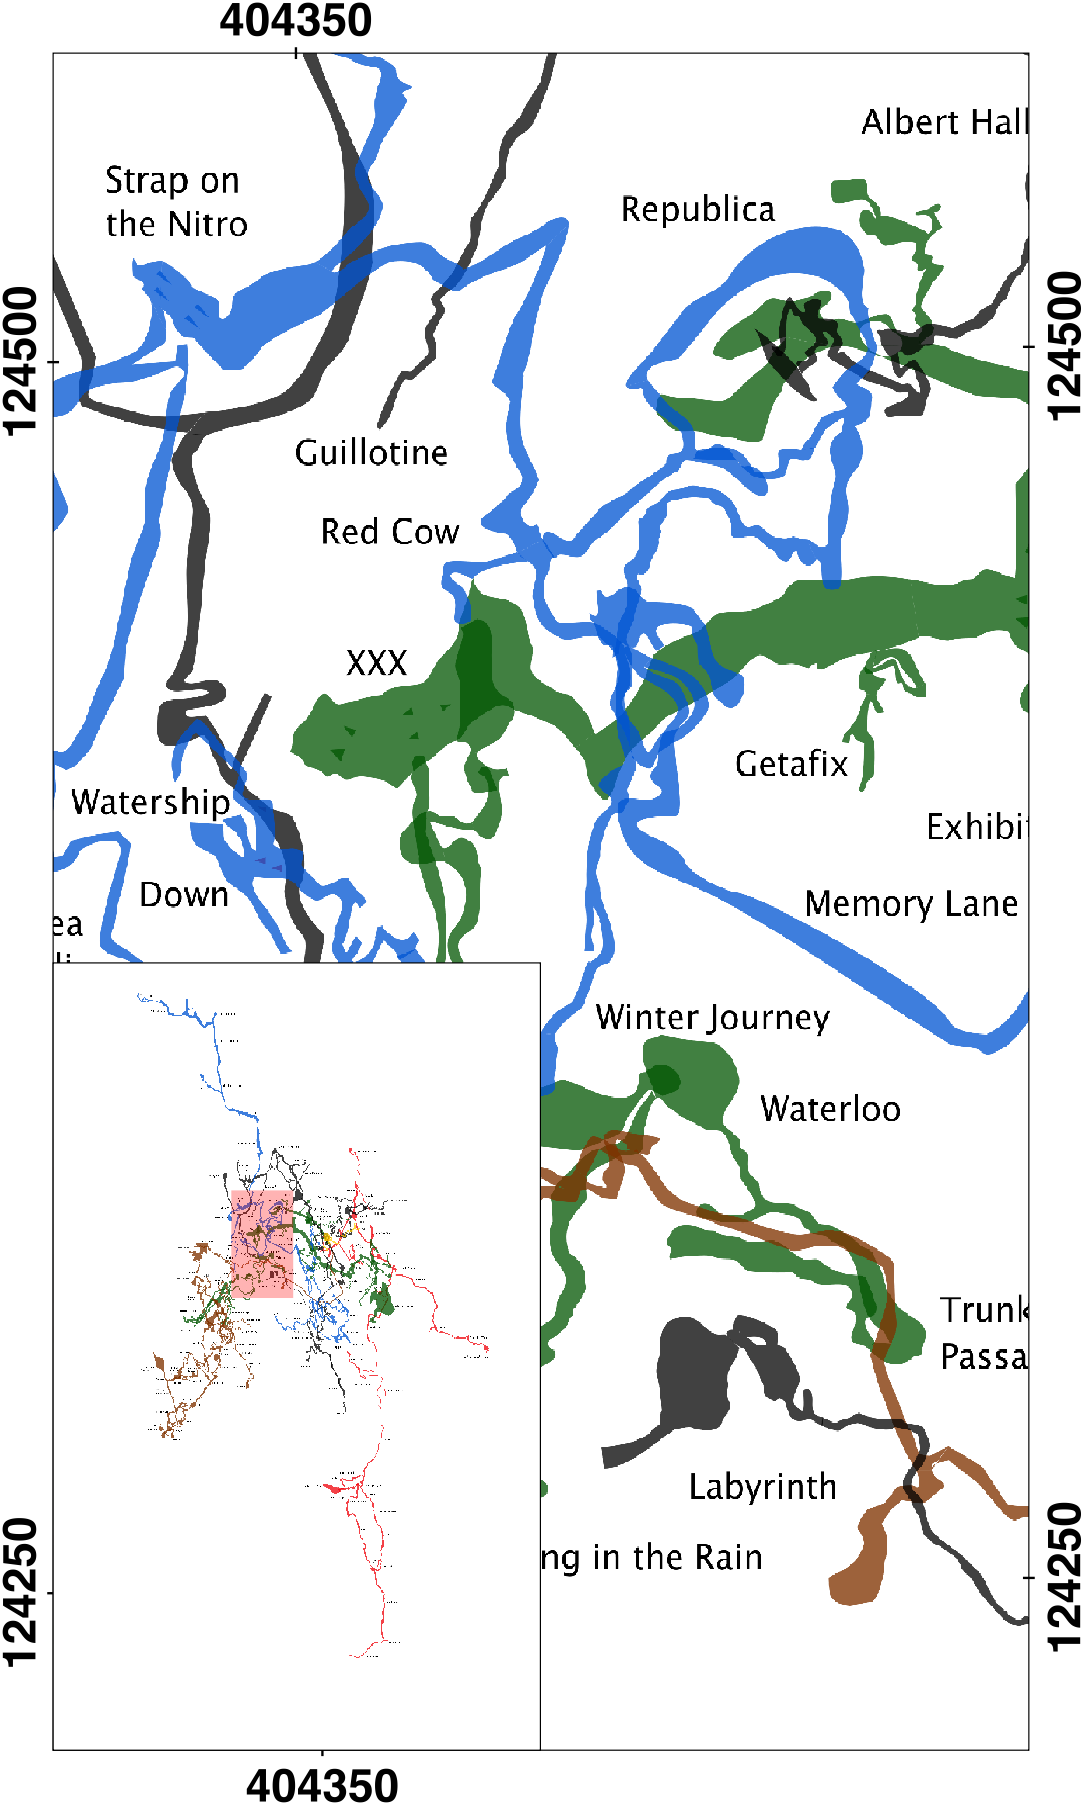 404350
Albert Hall
Strap on
the Nitro
Republica
124500
124500
Guillotine
Red Cow
XXX
Getafix
Watership
Exhibit
Down
Memory Lane
ea
Winter Journey
Waterloo
Trunk
Passa
Labyrinth
ng in the Rain
124250
124250
404350